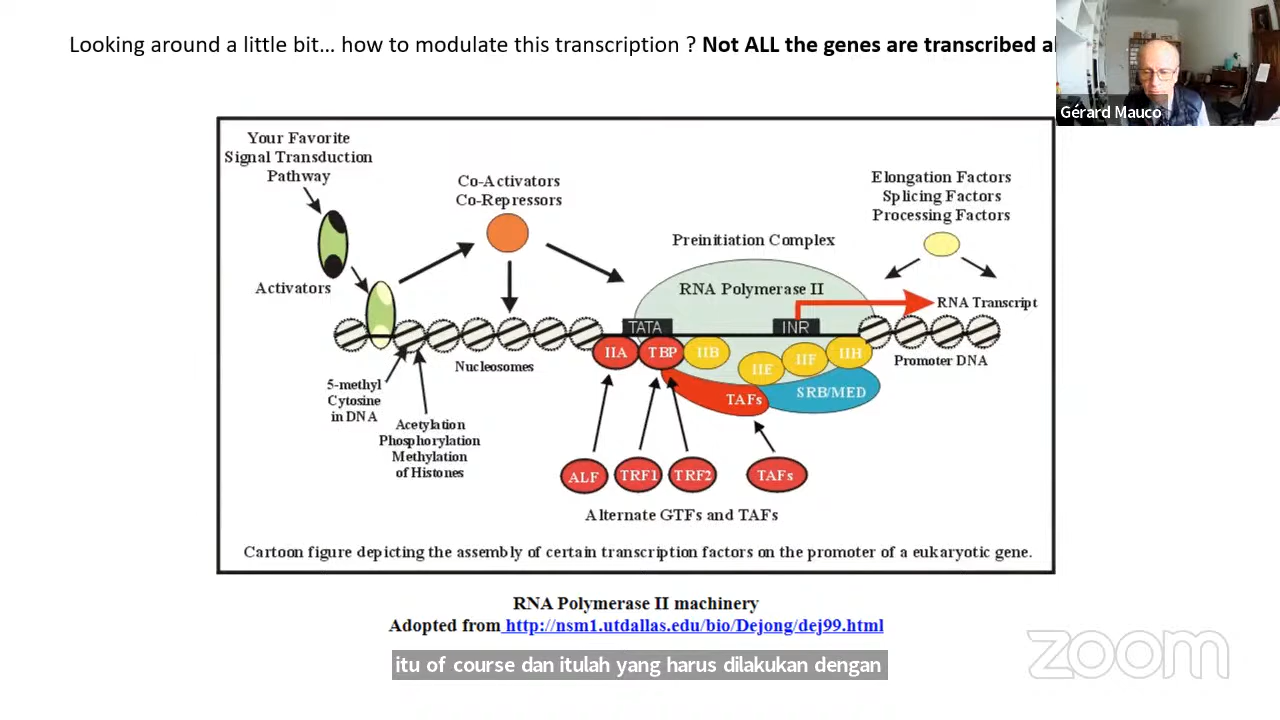 Looking around a little bit… how to modulate this transcription ? Not ALL the genes are transcribed
Gérard Mauco
Your Favorite
Signal Transduction
Pathway
Co-Activators
Co-Repressors
Elongation Factors
Splicing Factors
Processing Factors
Preinitiation Complex
Activators
RNA Polymerase II
RNA Transcript
TATA
INR
IIA
TBP
IIB
IIE
IIF
IIH
Promoter DNA
Nucleosomes
5-methyl
Cytosine
in DNA
TAFs
SRB/MED
Acetylation
Phosphorylation
Methylation
of Histones
ALF
TRF1
TRF2
TAFs
Alternate GTFs and TAFs
Cartoon figure depicting the assembly of certain transcription factors on the promoter of a eukaryotic gene.
RNA Polymerase II machinery
Adopted from http://nsm1.utdallas.edu/bio/Dejong/dej99.html
itu of course dan itulah yang harus dilakukan dengan
zoom